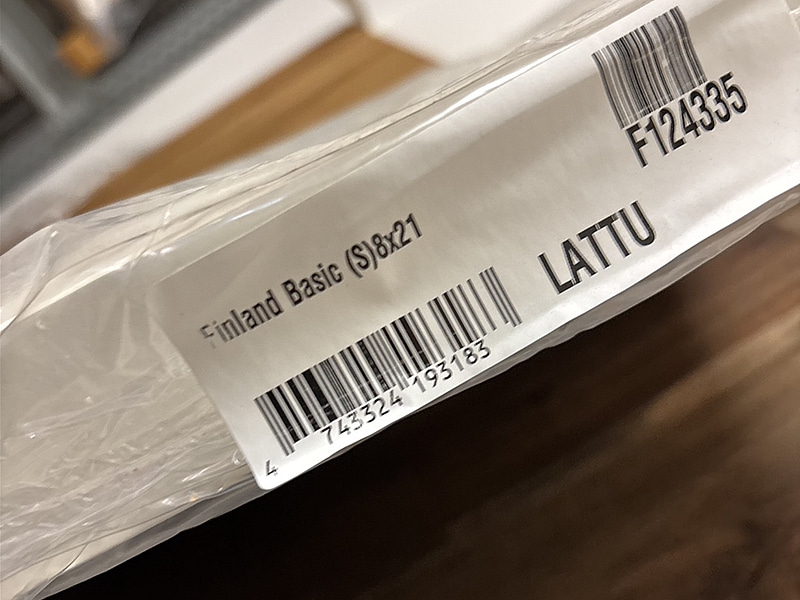 F124335
Finland Basic (S)8x21
LATTU
4 743324 193183